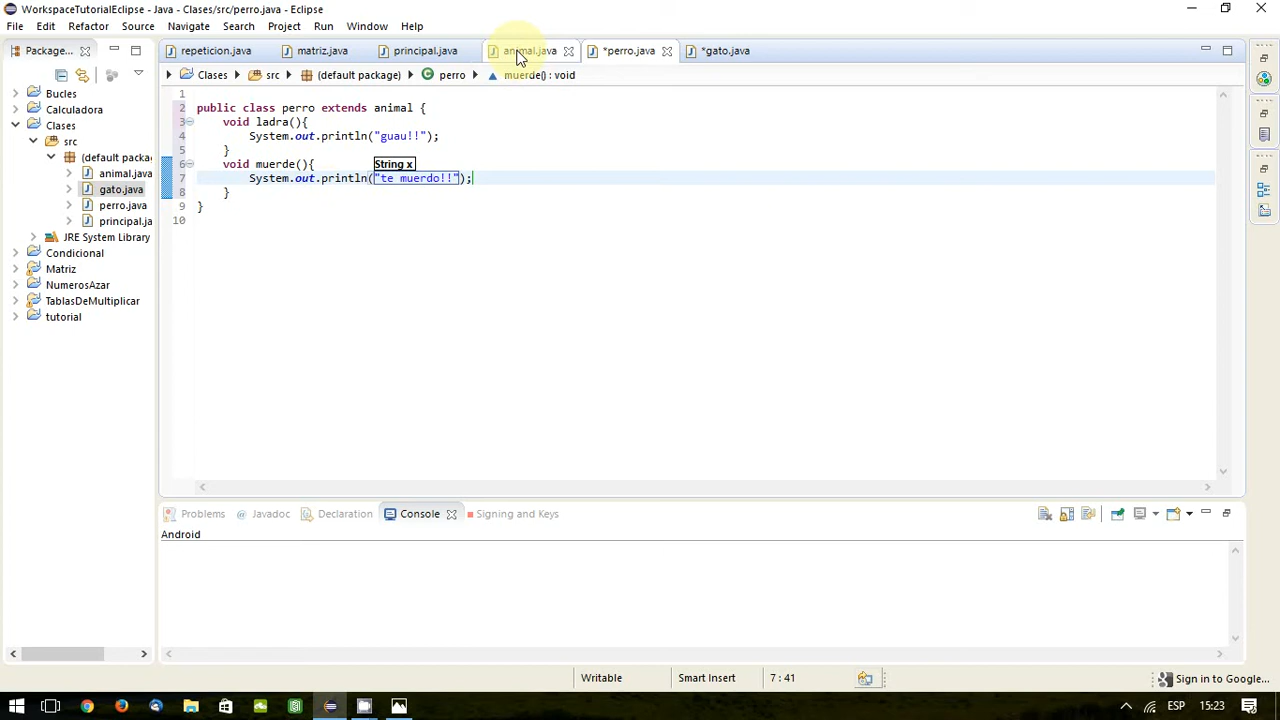 WorkspaceTutorialEclipse - Java - Clases/src/perro.java - Eclipse
File Edit Refactor Source Navigate Search Project Run Window Help
Package...
repeticion.java matriz.java principal.java animal.java *perro.java *gato.java
Clases src (default package) perro muerde() : void
Bucles
Calculadora
Clases
src
(default packa
animal.java
gato.java
perro.java
principal.ja
JRE System Library
Condicional
Matriz
NumerosAzar
TablasDeMultiplicar
tutorial
1
2 public class perro extends animal {
3 void ladra(){
4 System.out.println("guau!!");
5 }
6 void muerde(){ String x
7 System.out.println("te muerdo!!");
8 }
9 }
10
Problems Javadoc Declaration Console Signing and Keys
Android
Writable Smart Insert 7 : 41 Sign in to Google...
ESP 15:23